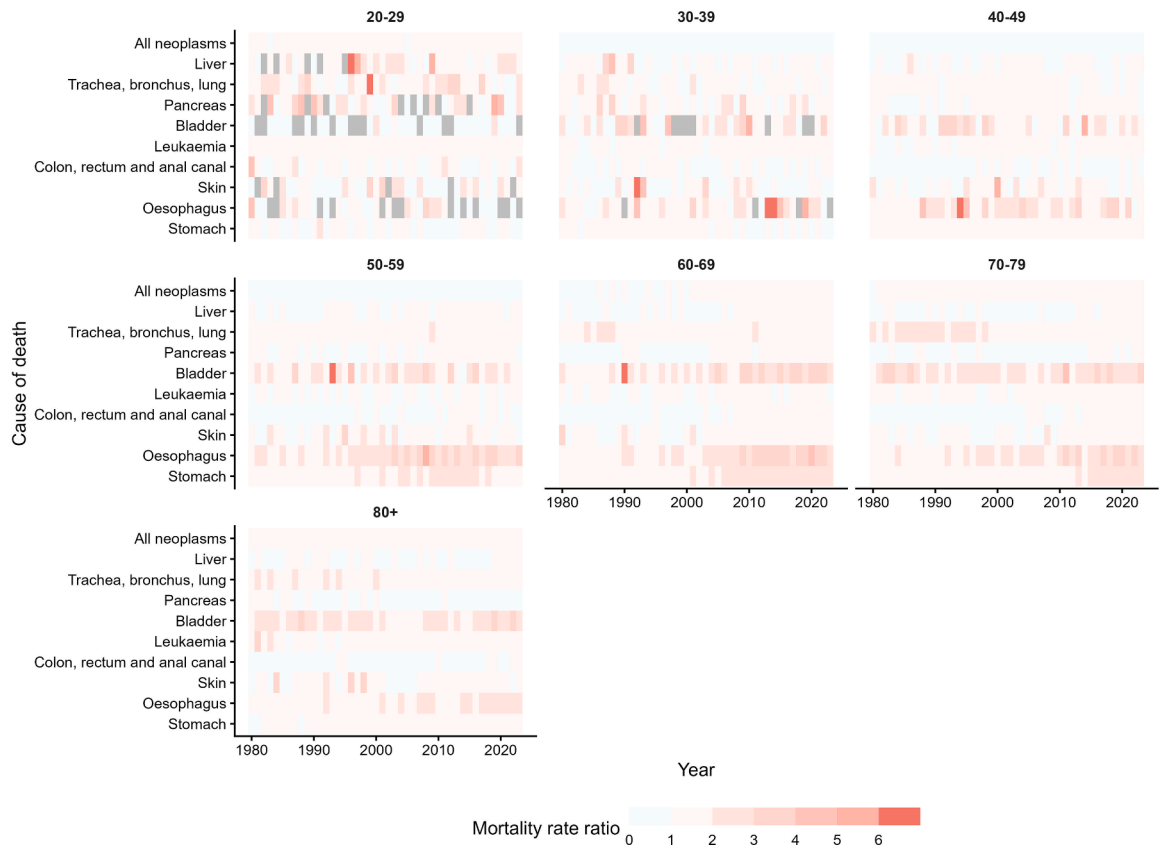 20-29 30-39 40-49
All neoplasms
Liver
Trachea, bronchus, lung
Pancreas
Bladder
Leukaemia
Colon, rectum and anal canal
Skin
Oesophagus
Stomach
50-59 60-69 70-79
All neoplasms
Liver
Trachea, bronchus, lung
Pancreas
Bladder
Leukaemia
Colon, rectum and anal canal
Skin
Oesophagus
Stomach
1980 1990 2000 2010 2020 1980 1990 2000 2010 2020
80+
All neoplasms
Liver
Trachea, bronchus, lung
Pancreas
Bladder
Leukaemia
Colon, rectum and anal canal
Skin
Oesophagus
Stomach
1980 1990 2000 2010 2020
Cause of death
Year
Mortality rate ratio
0 1 2 3 4 5 6